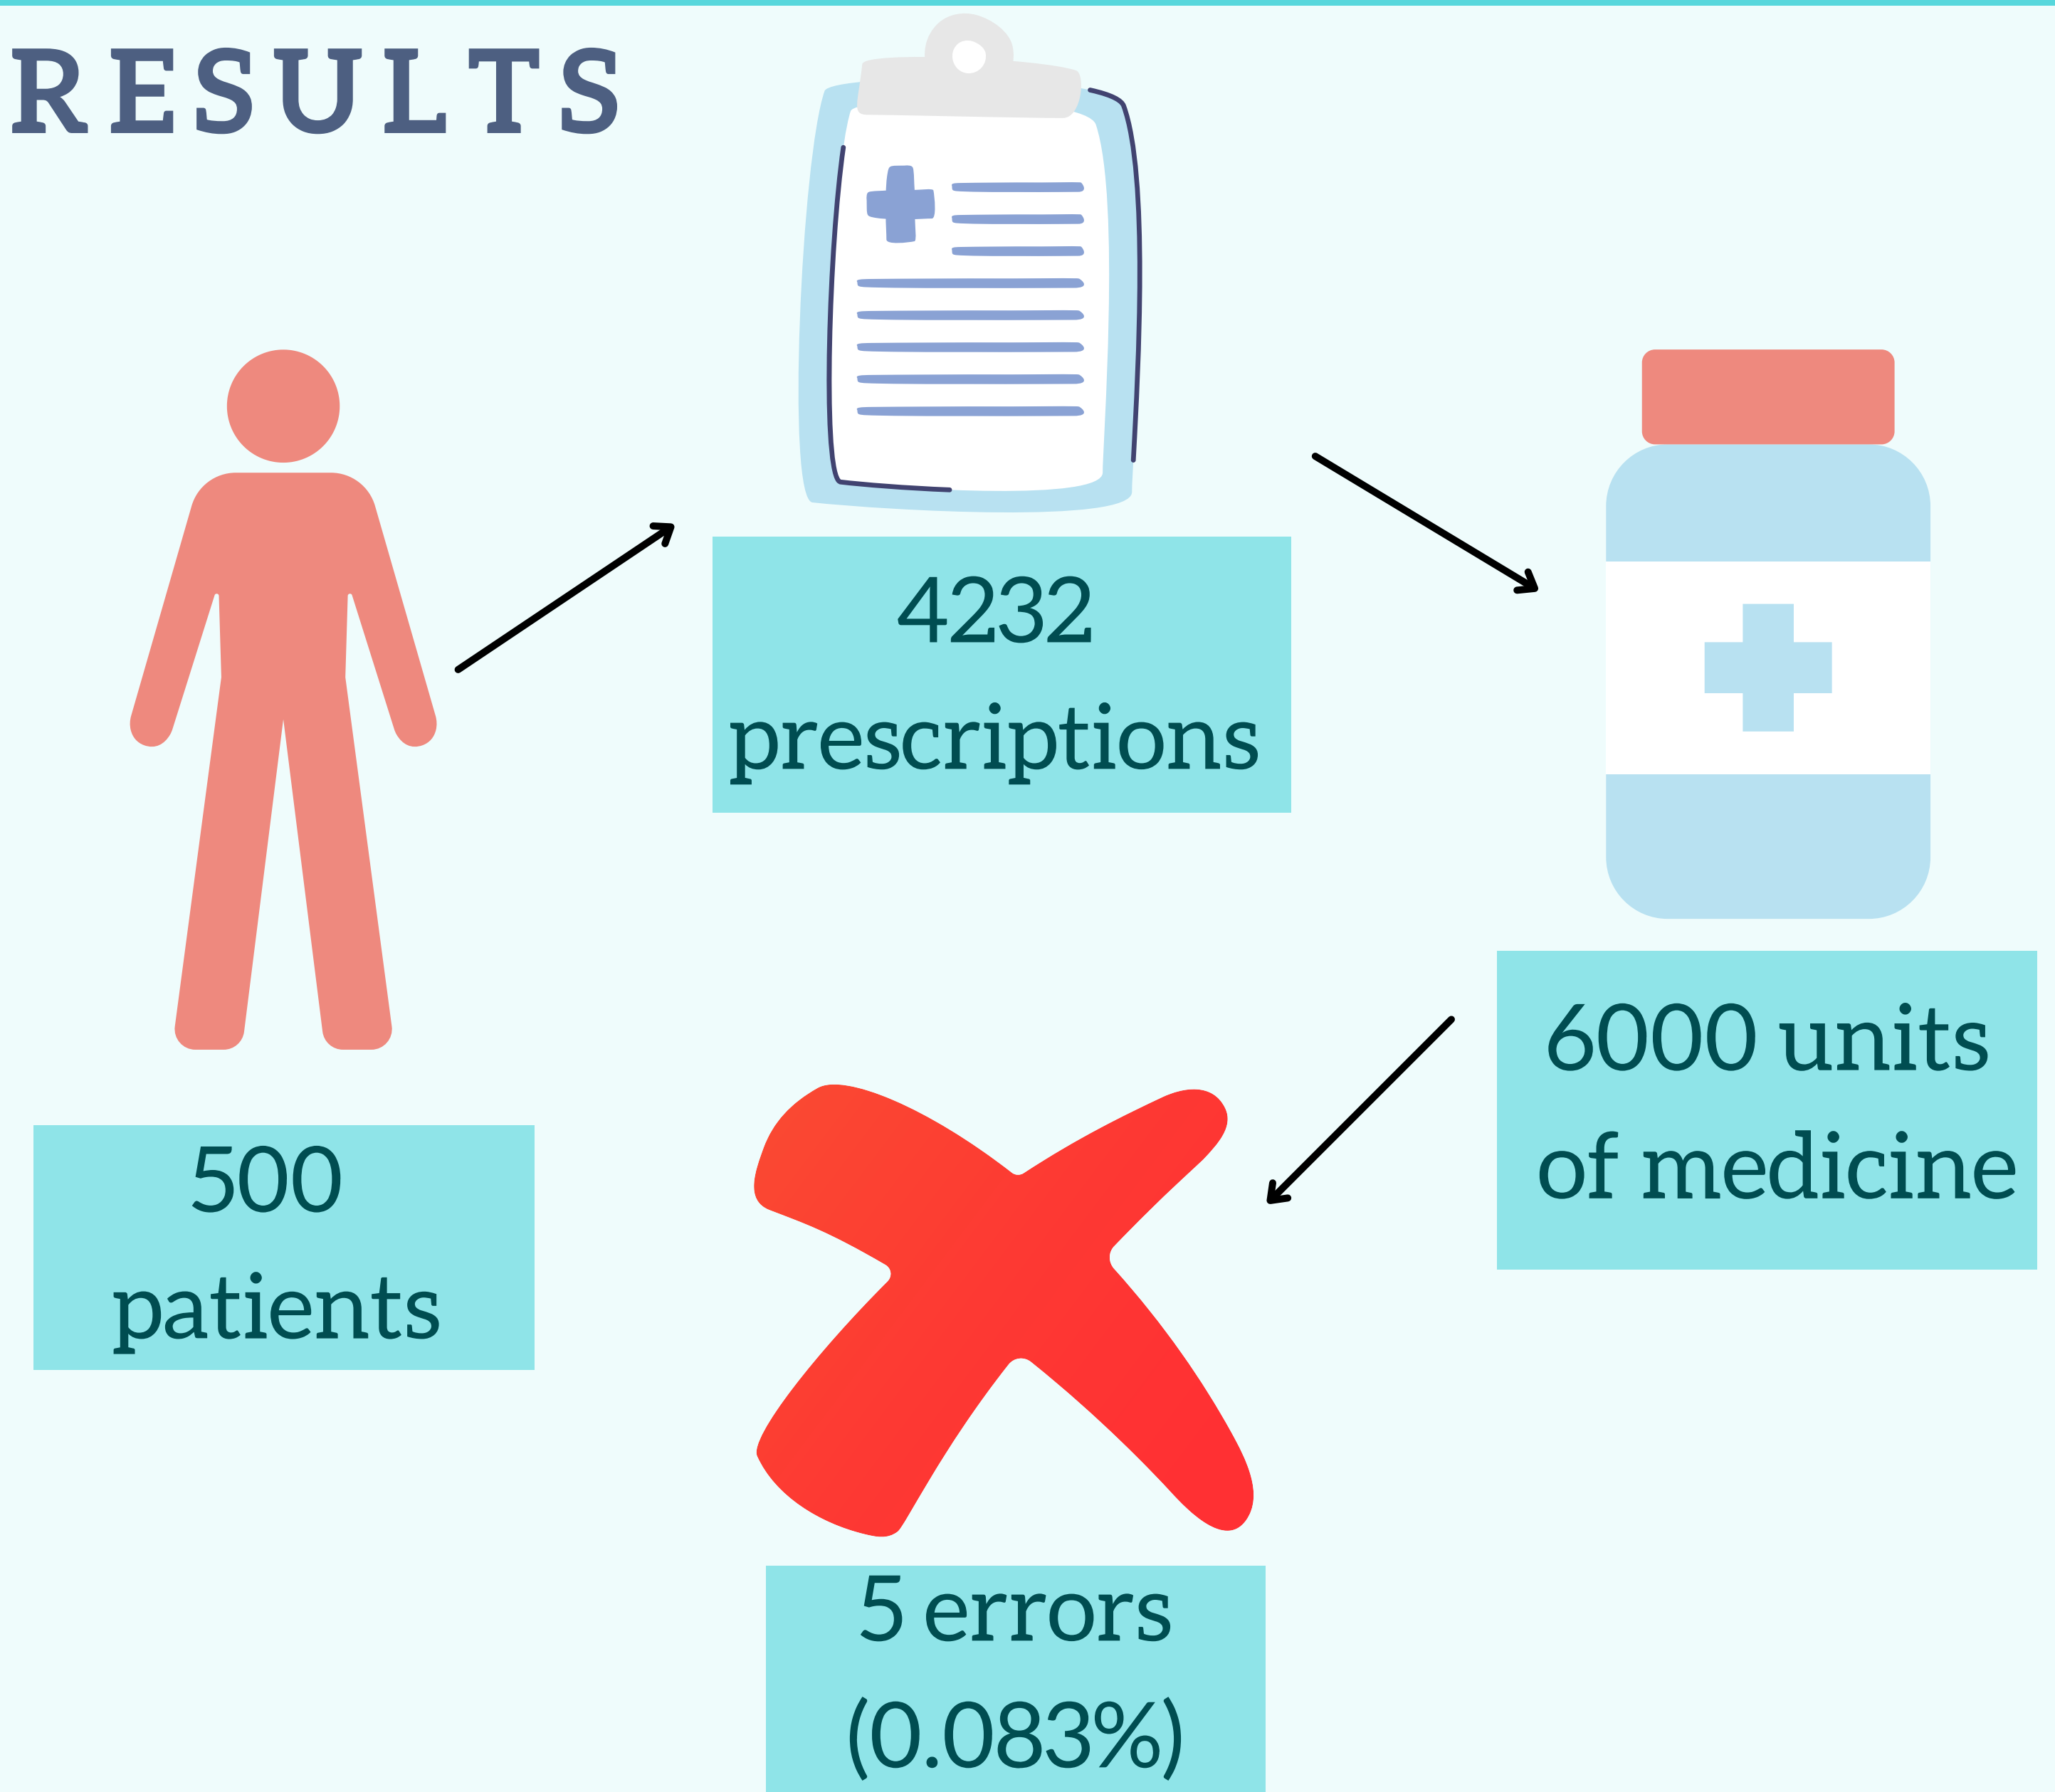 RESULTS
500
patients
4232
prescriptions
6000 units
of medicine
5 errors
(0.083%)